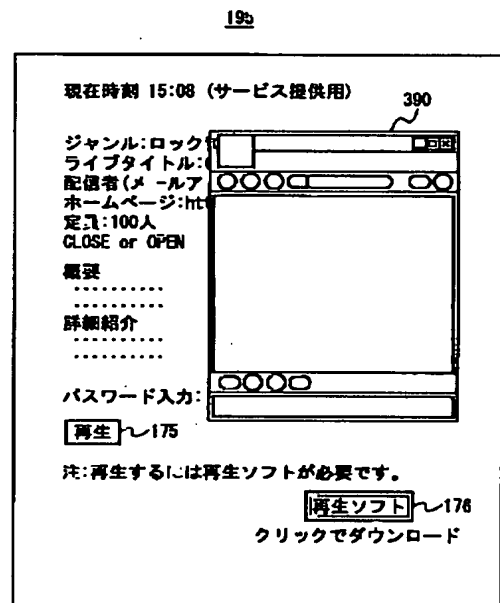 195
現在時刻 15:08 (サービス提供用)
390
ジャンル:ロック
ライブタイトル:
配信者(メールア
ホームページ:ht
定員:100人
CLOSE or OPEN
概要
..........
..........
詳細紹介
..........
..........
パスワード入力:
再生 175
注:再生するには再生ソフトが必要です。
再生ソフト 176
クリックでダウンロード